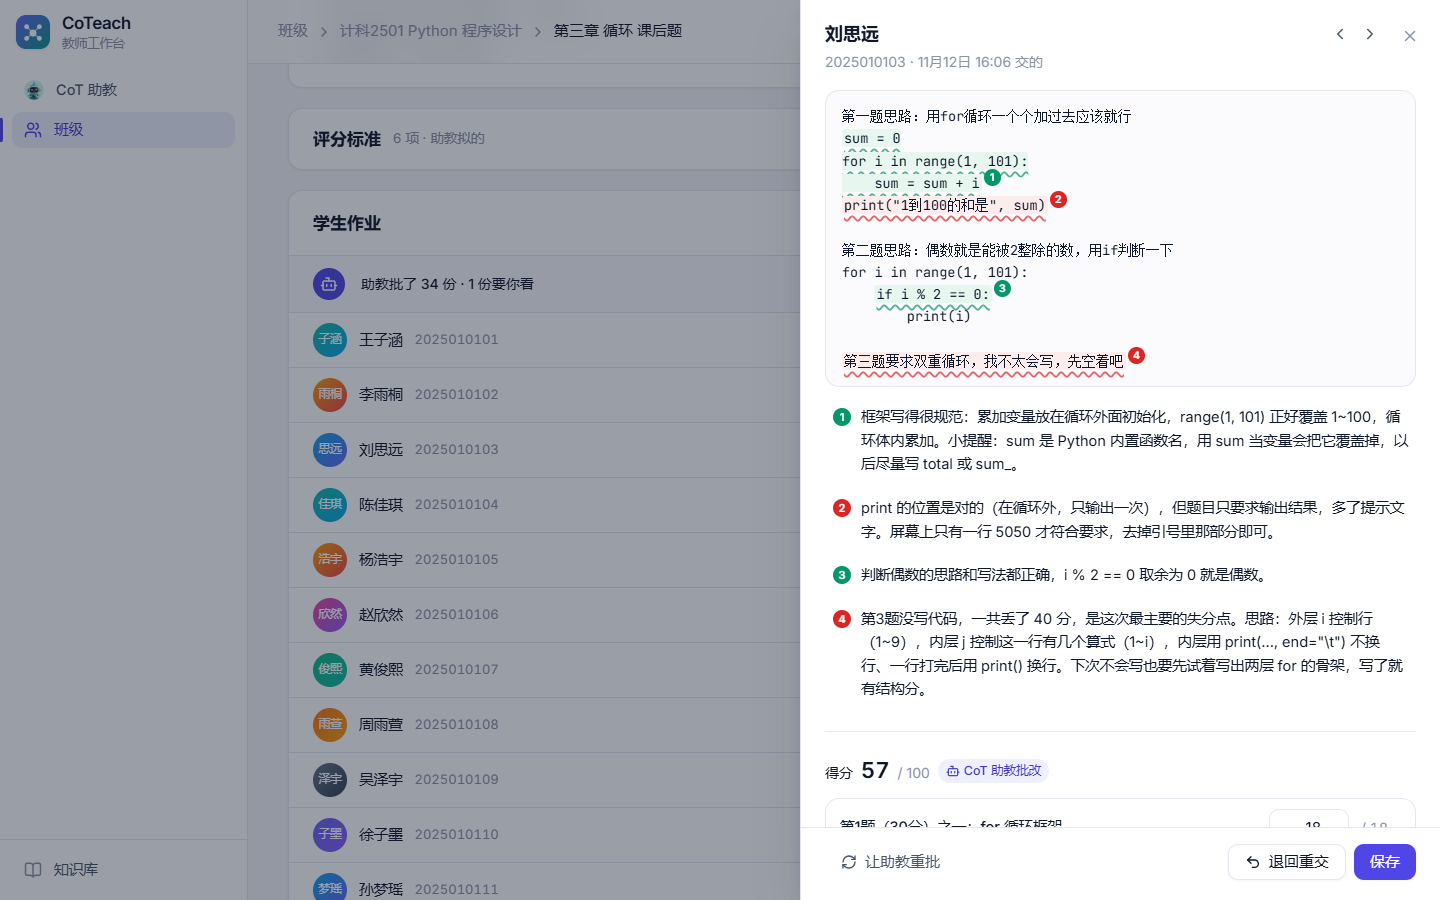 CoTeach
教师工作台
CoT 助教
班级
知识库
班级 > 计科2501 Python 程序设计 > 第三章 循环 课后题
评分标准 6 项 · 助教拟的
学生作业
助教批了 34 份 · 1 份要你看
子涵 王子涵 2025010101
雨桐 李雨桐 2025010102
思远 刘思远 2025010103
佳琪 陈佳琪 2025010104
浩宇 杨浩宇 2025010105
欣然 赵欣然 2025010106
俊熙 黄俊熙 2025010107
雨萱 周雨萱 2025010108
泽宇 吴泽宇 2025010109
子墨 徐子墨 2025010110
梦瑶 孙梦瑶 2025010111
刘思远
2025010103 · 11月12日 16:06 交的
第一题思路：用for循环一个个加过去应该就行
sum = 0
for i in range(1, 101):
    sum = sum + i 1
print("1到100的和是", sum) 2
第二题思路：偶数就是能被2整除的数，用if判断一下
for i in range(1, 101):
    if i % 2 == 0: 3
        print(i)
第三题要求双重循环，我不太会写，先空着吧 4
1 框架写得很规范：累加变量放在循环外面初始化，range(1, 101) 正好覆盖 1~100，循
环体内累加。小提醒：sum 是 Python 内置函数名，用 sum 当变量会把它覆盖掉，以
后尽量写 total 或 sum_。
2 print 的位置是对的（在循环外，只输出一次），但题目只要求输出结果，多了提示文
字。屏幕上只有一行 5050 才符合要求，去掉引号里那部分即可。
3 判断偶数的思路和写法都正确，i % 2 == 0 取余为 0 就是偶数。
4 第3题没写代码，一共丢了 40 分，是这次最主要的失分点。思路：外层 i 控制行
（1~9），内层 j 控制这一行有几个算式（1~i），内层用 print(..., end="\t") 不换
行、一行打完后用 print() 换行。下次不会写也要先试着写出两层 for 的骨架，写了就
有结构分。
得分 57 / 100 CoT 助教批改
第1题（30分）之一：for 循环框架 18 / 18
让助教重批
退回重交
保存